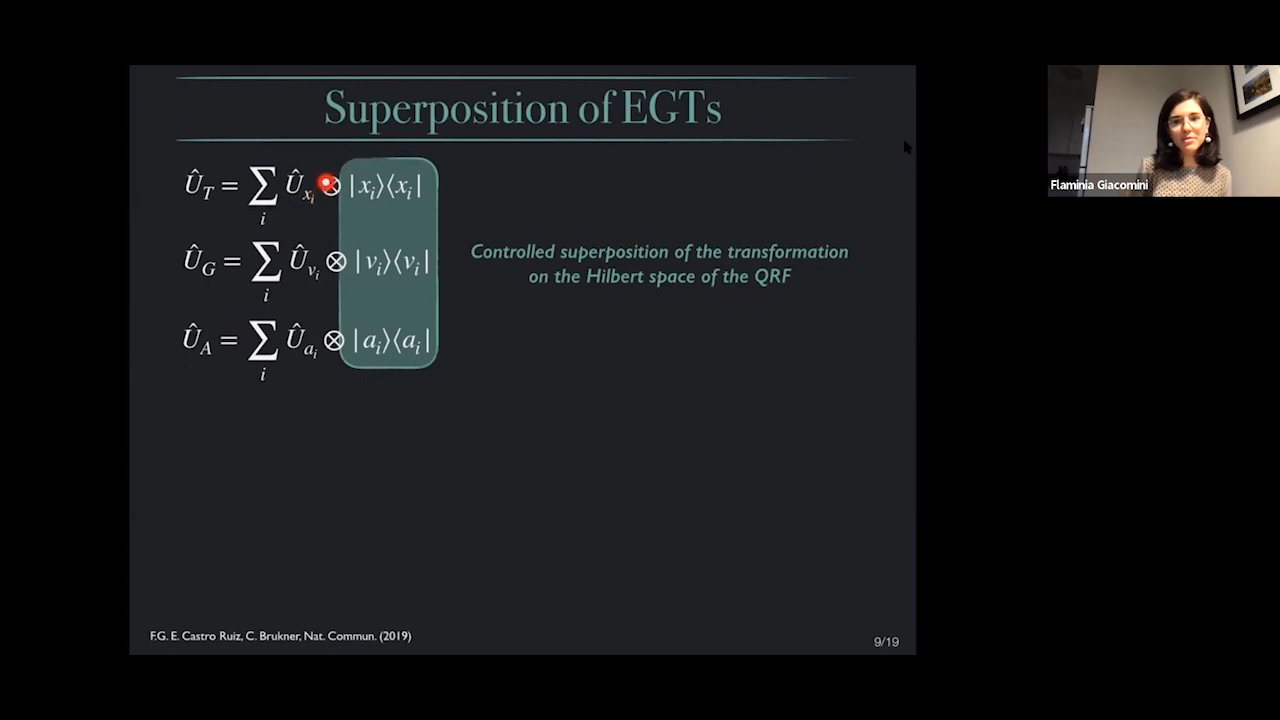 Superposition of EGTs
Û_T = ∑_i Û_{x_i} ⊗ |x_i⟩⟨x_i|
Û_G = ∑_i Û_{v_i} ⊗ |v_i⟩⟨v_i|
Û_A = ∑_i Û_{a_i} ⊗ |a_i⟩⟨a_i|
Controlled superposition of the transformation
on the Hilbert space of the QRF
F.G. E. Castro Ruiz, C. Brukner, Nat. Commun. (2019)
9/19
Flaminia Giacomini